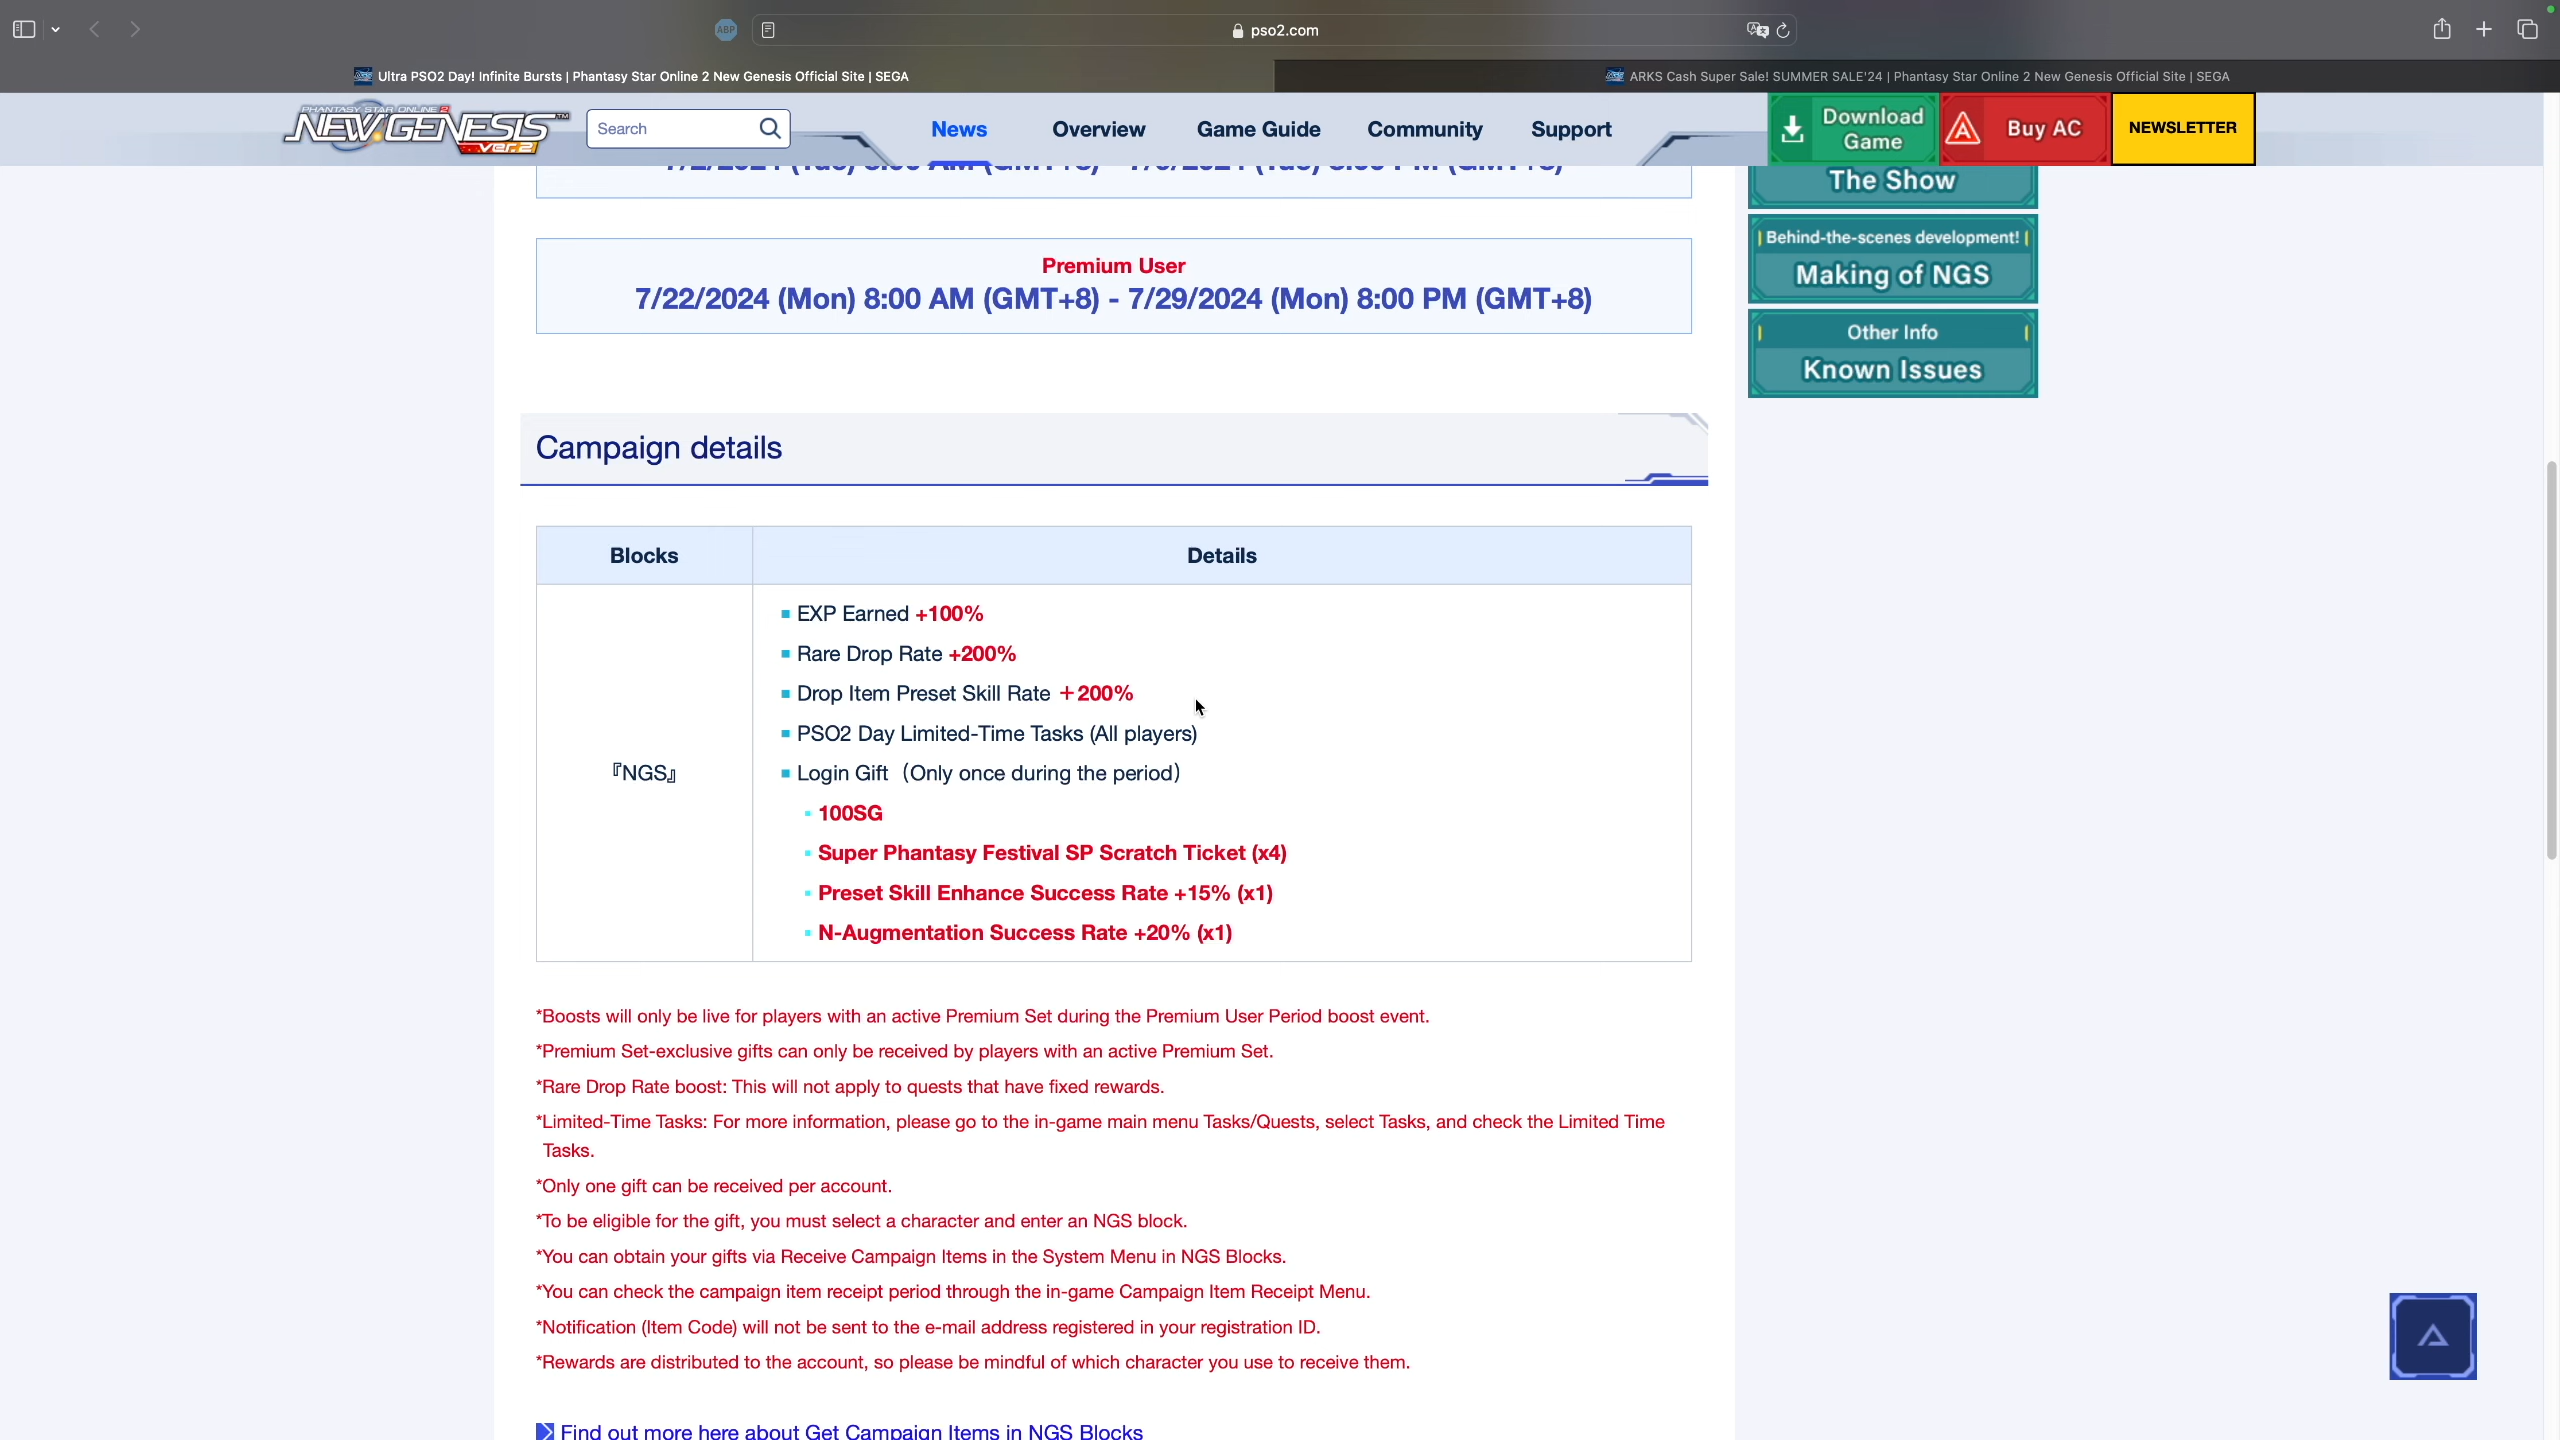 ABP
pso2.com
Ultra PSO2 Day! Infinite Bursts | Phantasy Star Online 2 New Genesis Official Site | SEGA
ARKS Cash Super Sale! SUMMER SALE'24 | Phantasy Star Online 2 New Genesis Official Site | SEGA
PHANTASY STAR ONLINE 2
NEW GENESIS TM
ver.2
Search
News
Overview
Game Guide
Community
Support
Download
Game
Buy AC
NEWSLETTER
The Show
Behind-the-scenes development!
Making of NGS
Other Info
Known Issues
Premium User
7/22/2024 (Mon) 8:00 AM (GMT+8) - 7/29/2024 (Mon) 8:00 PM (GMT+8)
Campaign details
Blocks
Details
『NGS』
EXP Earned +100%
Rare Drop Rate +200%
Drop Item Preset Skill Rate ＋200%
PSO2 Day Limited-Time Tasks (All players)
Login Gift（Only once during the period）
100SG
Super Phantasy Festival SP Scratch Ticket (x4)
Preset Skill Enhance Success Rate +15% (x1)
N-Augmentation Success Rate +20% (x1)
*Boosts will only be live for players with an active Premium Set during the Premium User Period boost event.
*Premium Set-exclusive gifts can only be received by players with an active Premium Set.
*Rare Drop Rate boost: This will not apply to quests that have fixed rewards.
*Limited-Time Tasks: For more information, please go to the in-game main menu Tasks/Quests, select Tasks, and check the Limited Time
Tasks.
*Only one gift can be received per account.
*To be eligible for the gift, you must select a character and enter an NGS block.
*You can obtain your gifts via Receive Campaign Items in the System Menu in NGS Blocks.
*You can check the campaign item receipt period through the in-game Campaign Item Receipt Menu.
*Notification (Item Code) will not be sent to the e-mail address registered in your registration ID.
*Rewards are distributed to the account, so please be mindful of which character you use to receive them.
Find out more here about Get Campaign Items in NGS Blocks